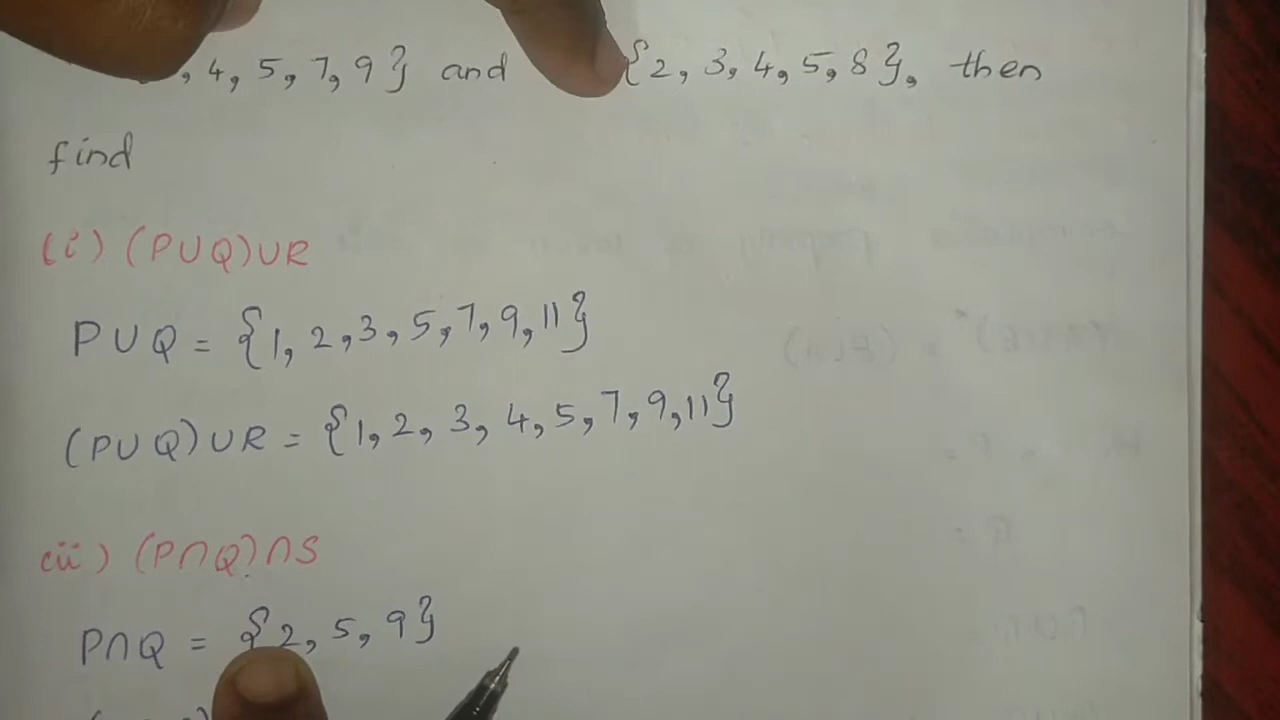 , 4, 5, 7, 9} and {2, 3, 4, 5, 8}, then
find
(i) (P∪Q)∪R
P∪Q = {1, 2, 3, 5, 7, 9, 11}
(P∪Q)∪R = {1, 2, 3, 4, 5, 7, 9, 11}
(ii) (P∩Q)∩S
P∩Q = {2, 5, 9}